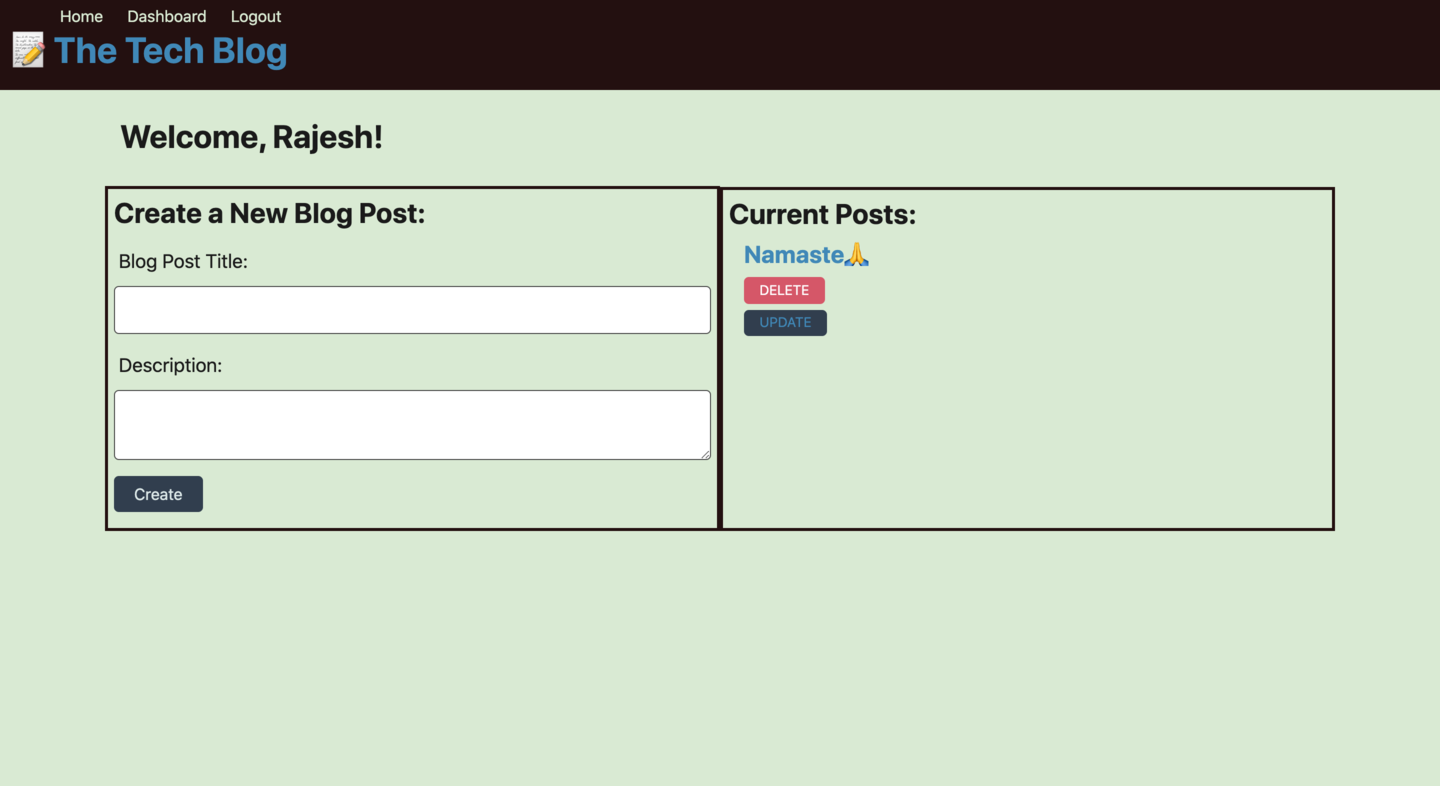 Home Dashboard Logout
📝 The Tech Blog
Welcome, Rajesh!
Create a New Blog Post:
Blog Post Title:
Description:
Create
Current Posts:
Namaste🙏
DELETE
UPDATE